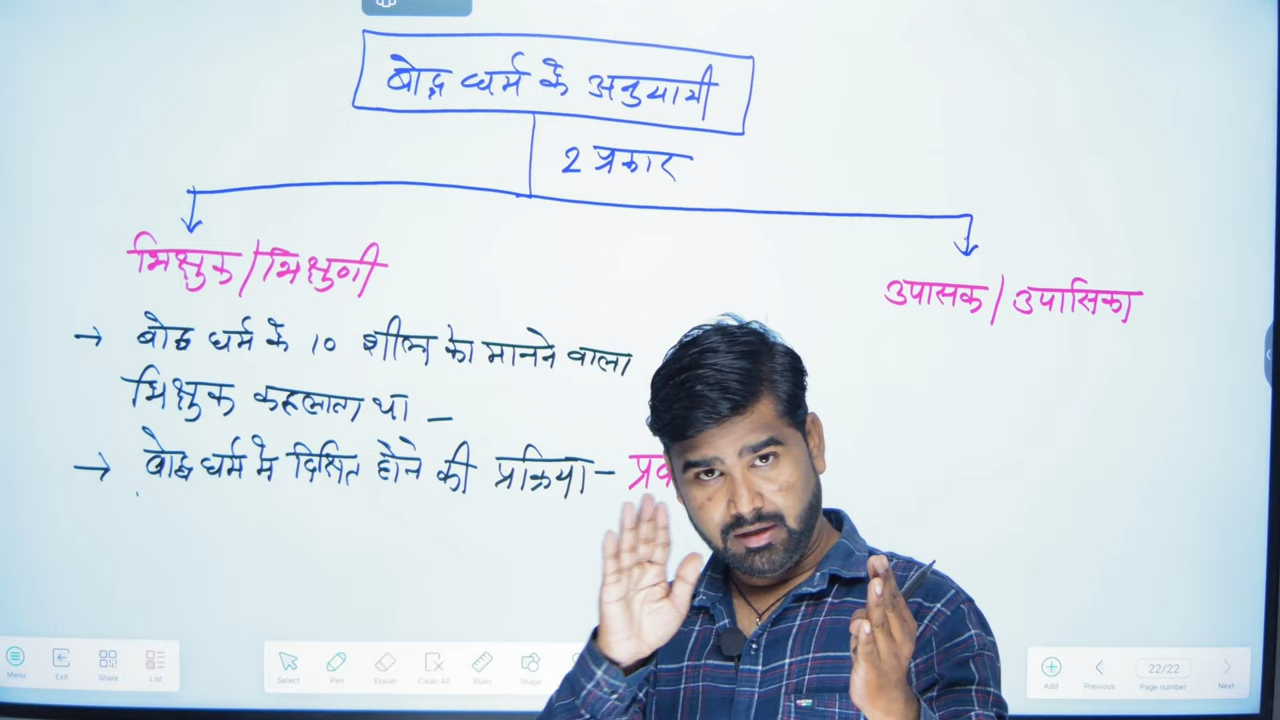 बोद्ध धर्म के अनुयायी
2 प्रकार
भिक्षुक/भिक्षुणी
उपासक/उपासिका
→ बोद्ध धर्म के 10 शील को मानने वाला
भिक्षुक कहलाता था -
→ बोद्ध धर्म मे दिक्षित होने की प्रक्रिया -
Menu Exit Share List Select Pen Eraser Clean All Ruler Shape Add Previous 22/22 Page number Next